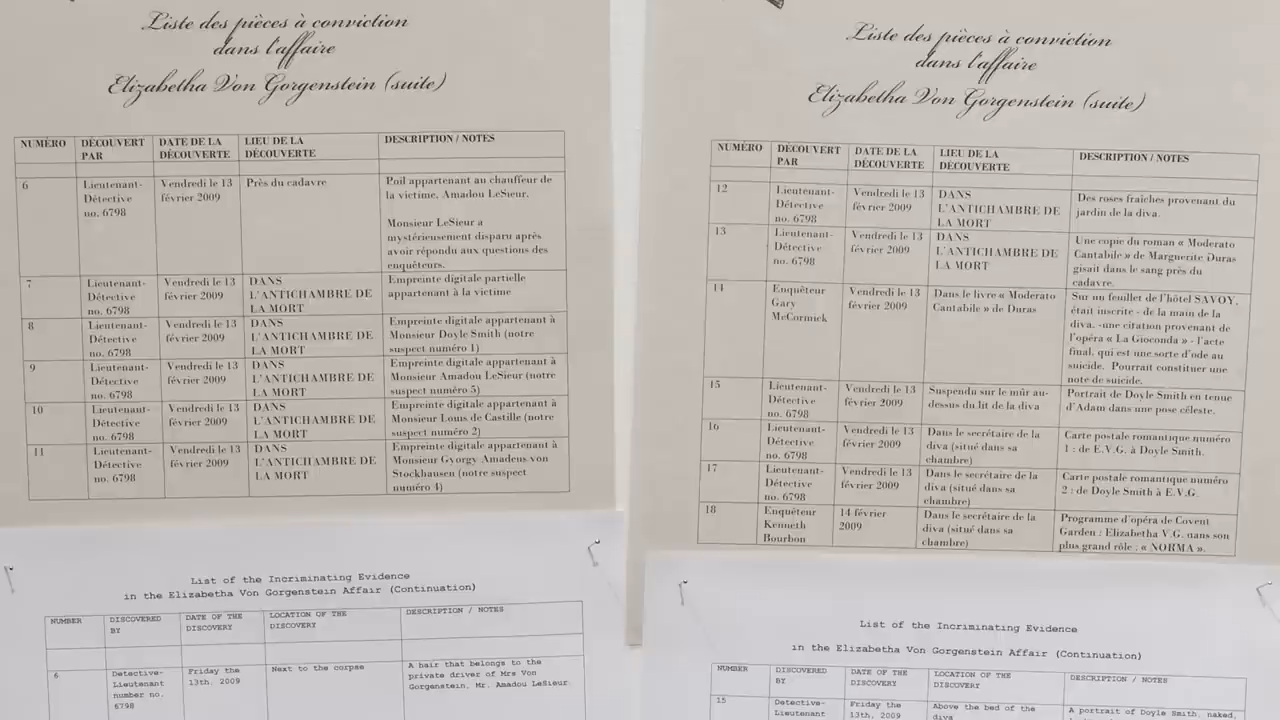 Liste des pièces à conviction
dans l'affaire
Elizabetha Von Gorgenstein (suite)
NUMÉRO DÉCOUVERT PAR DATE DE LA DÉCOUVERTE LIEU DE LA DÉCOUVERTE DESCRIPTION / NOTES
6 Lieutenant-Détective no. 6798 Vendredi le 13 février 2009 Près du cadavre Poil appartenant au chauffeur de la victime, Amadou LeSieur.
Monsieur LeSieur a mystérieusement disparu après avoir répondu aux questions des enquêteurs.
7 Lieutenant-Détective no. 6798 Vendredi le 13 février 2009 DANS L'ANTICHAMBRE DE LA MORT Empreinte digitale partielle appartenant à la victime
8 Lieutenant-Détective no. 6798 Vendredi le 13 février 2009 DANS L'ANTICHAMBRE DE LA MORT Empreinte digitale appartenant à Monsieur Doyle Smith (notre suspect numéro 1)
9 Lieutenant-Détective no. 6798 Vendredi le 13 février 2009 DANS L'ANTICHAMBRE DE LA MORT Empreinte digitale appartenant à Monsieur Amadou LeSieur (notre suspect numéro 5)
10 Lieutenant-Détective no. 6798 Vendredi le 13 février 2009 DANS L'ANTICHAMBRE DE LA MORT Empreinte digitale appartenant à Monsieur Louis de Castille (notre suspect numéro 2)
11 Lieutenant-Détective no. 6798 Vendredi le 13 février 2009 DANS L'ANTICHAMBRE DE LA MORT Empreinte digitale appartenant à Monsieur Gyorgy Amadeus von Stockhausen (notre suspect numéro 4)
List of the Incriminating Evidence
in the Elizabetha Von Gorgenstein Affair (Continuation)
NUMBER DISCOVERED BY DATE OF THE DISCOVERY LOCATION OF THE DISCOVERY DESCRIPTION / NOTES
6 Detective-Lieutenant number no. 6798 Friday the 13th, 2009 Next to the corpse A hair that belongs to the private driver of Mrs Von Gorgenstein, Mr. Amadou LeSieur
Liste des pièces à conviction
dans l'affaire
Elizabetha Von Gorgenstein (suite)
NUMÉRO DÉCOUVERT PAR DATE DE LA DÉCOUVERTE LIEU DE LA DÉCOUVERTE DESCRIPTION / NOTES
12 Lieutenant-Détective no. 6798 Vendredi le 13 février 2009 DANS L'ANTICHAMBRE DE LA MORT Des roses fraîches provenant du jardin de la diva.
13 Lieutenant-Détective no. 6798 Vendredi le 13 février 2009 DANS L'ANTICHAMBRE DE LA MORT Une copie du roman « Moderato Cantabile » de Marguerite Duras gisait dans le sang près du cadavre.
14 Enquêteur Gary McCormick Vendredi le 13 février 2009 Dans le livre « Moderato Cantabile » de Duras Sur un feuillet de l'hôtel SAVOY, était inscrite - de la main de la diva, -une citation provenant de l'opéra « La Gioconda » - l'acte final, qui est une sorte d'ode au suicide. Pourrait constituer une note de suicide.
15 Lieutenant-Détective no. 6798 Vendredi le 13 février 2009 Suspendu sur le mûr au-dessus du lit de la diva Portrait de Doyle Smith en tenue d'Adam dans une pose céleste.
16 Lieutenant-Détective no. 6798 Vendredi le 13 février 2009 Dans le secrétaire de la diva (situé dans sa chambre) Carte postale romantique numéro 1 : de E.V.G. à Doyle Smith.
17 Lieutenant-Détective no. 6798 Vendredi le 13 février 2009 Dans le secrétaire de la diva (situé dans sa chambre) Carte postale romantique numéro 2 : de Doyle Smith à E.V.G.
18 Enquêteur Kenneth Bourbon 14 février 2009 Dans le secrétaire de la diva (situé dans sa chambre) Programme d'opéra de Covent Garden : Elizabetha V.G. dans son plus grand rôle : « NORMA ».
List of the Incriminating Evidence
in the Elizabetha Von Gorgenstein Affair (Continuation)
NUMBER DISCOVERED BY DATE OF THE DISCOVERY LOCATION OF THE DISCOVERY DESCRIPTION / NOTES
15 Detective-Lieutenant Friday the 13th, 2009 Above the bed of the diva A portrait of Doyle Smith, naked,